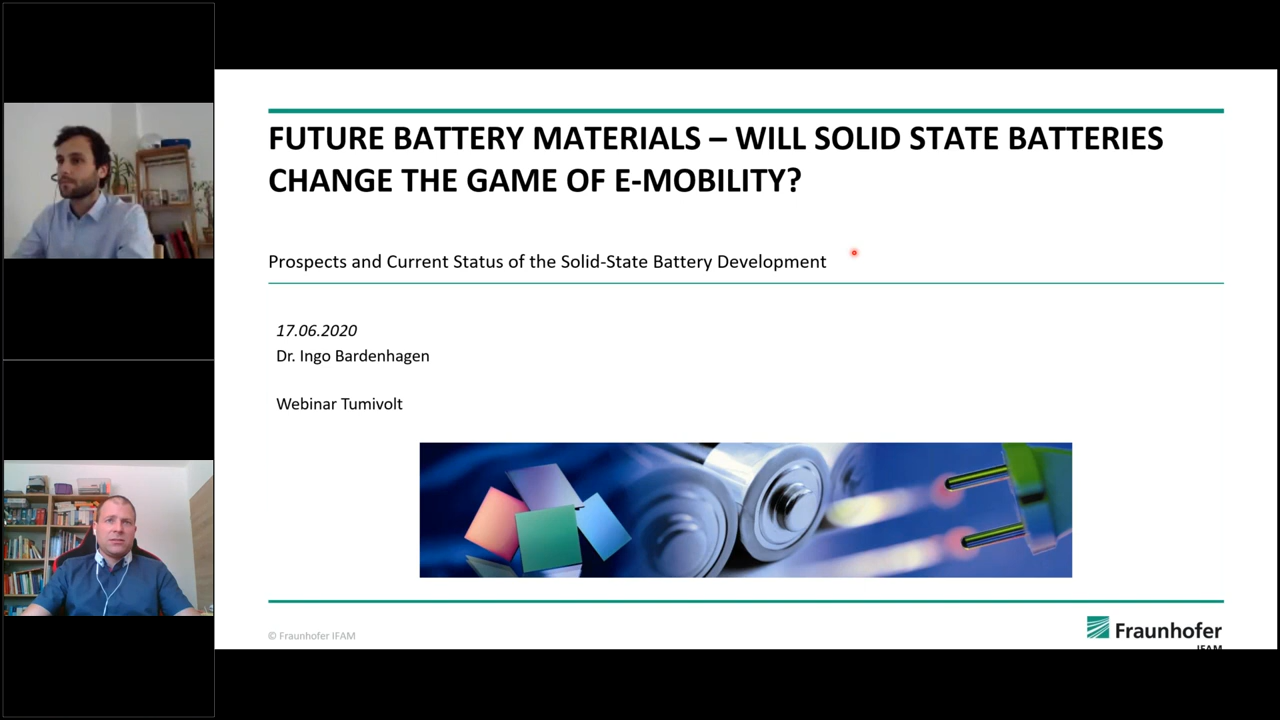 FUTURE BATTERY MATERIALS – WILL SOLID STATE BATTERIES
CHANGE THE GAME OF E-MOBILITY?
Prospects and Current Status of the Solid-State Battery Development
17.06.2020
Dr. Ingo Bardenhagen
Webinar Tumivolt
© Fraunhofer IFAM
Fraunhofer
IFAM